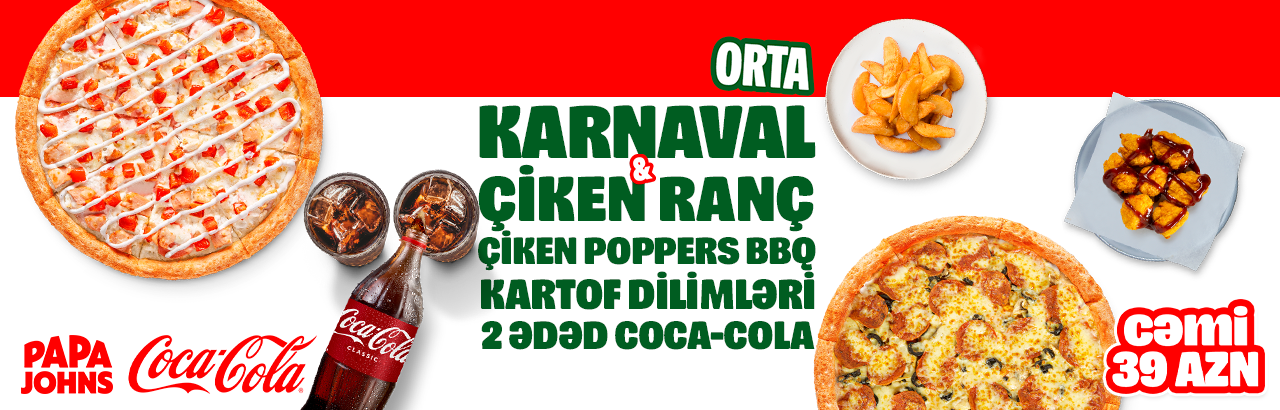 ORTA
KARNAVAL
&
ÇİKEN RANÇ
ÇİKEN POPPERS BBQ
KARTOF DİLİMLƏRİ
2 ƏDƏD COCA-COLA
Coca-Cola
CLASSIC
PAPA
JOHNS
Coca-Cola
CƏMİ
39 AZN